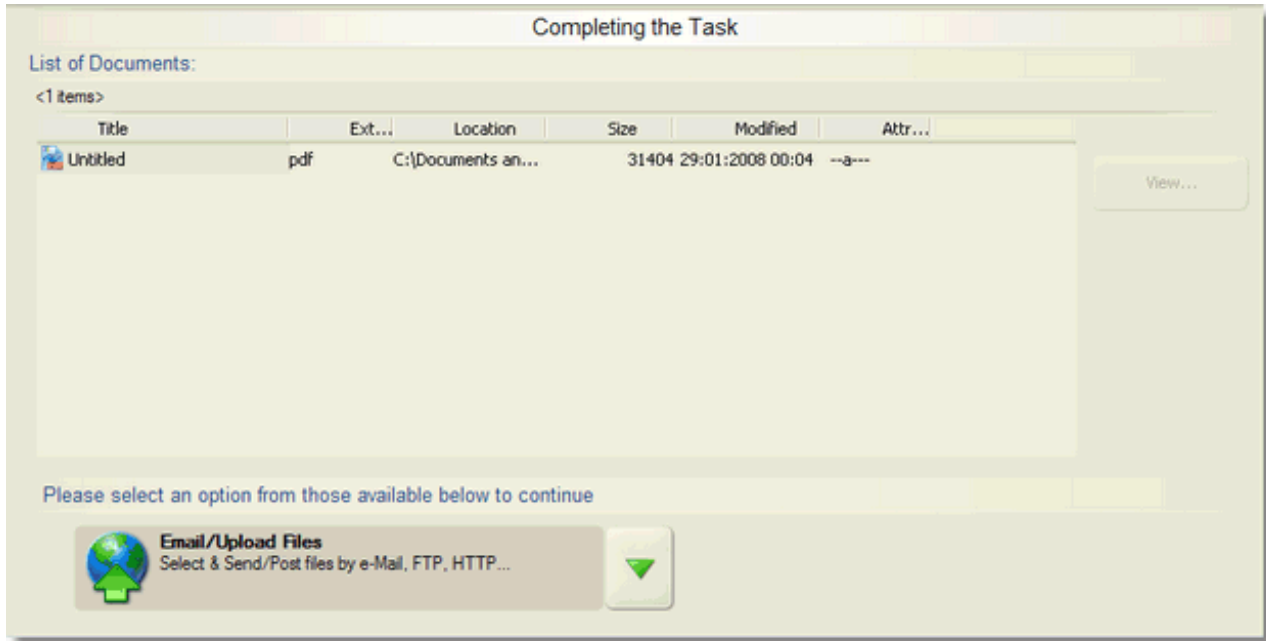 Completing the Task
List of Documents:
<1 items>
Title Ext... Location Size Modified Attr...
Untitled pdf C:\Documents an... 31404 29:01:2008 00:04 --a---
View...
Please select an option from those available below to continue
Email/Upload Files
Select & Send/Post files by e-Mail, FTP, HTTP...